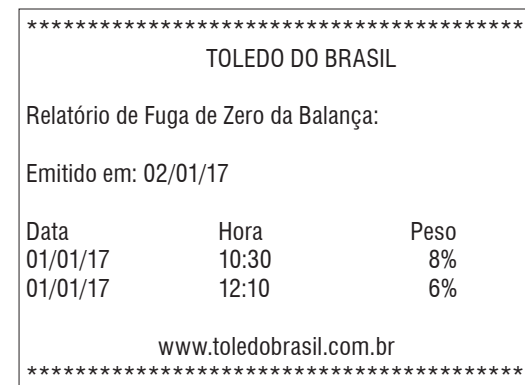 *****************************************
TOLEDO DO BRASIL
Relatório de Fuga de Zero da Balança:
Emitido em: 02/01/17
Data Hora Peso
01/01/17 10:30 8%
01/01/17 12:10 6%
www.toledobrasil.com.br
*****************************************